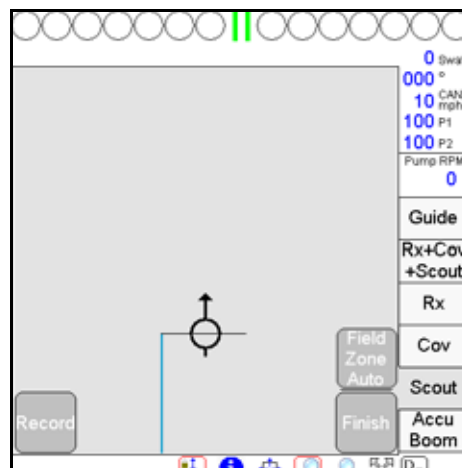 0 Swat
000 °
10 CAN mph
100 P1
100 P2
Pump RPM
0
Guide
Rx+Cov
+Scout
Rx
Cov
Scout
Accu
Boom
Field
Zone
Auto
Record
Finish